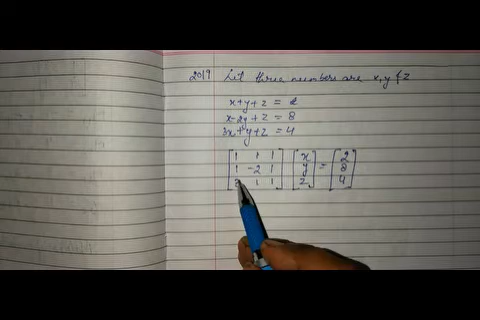 2019 Let three numbers are x, y & z
x+y+z = 2
x-2y+z = 8
3x+y+z = 4
[1 1 1] [x] = [2]
[1 -2 1] [y] [8]
[3 1 1] [z] [4]